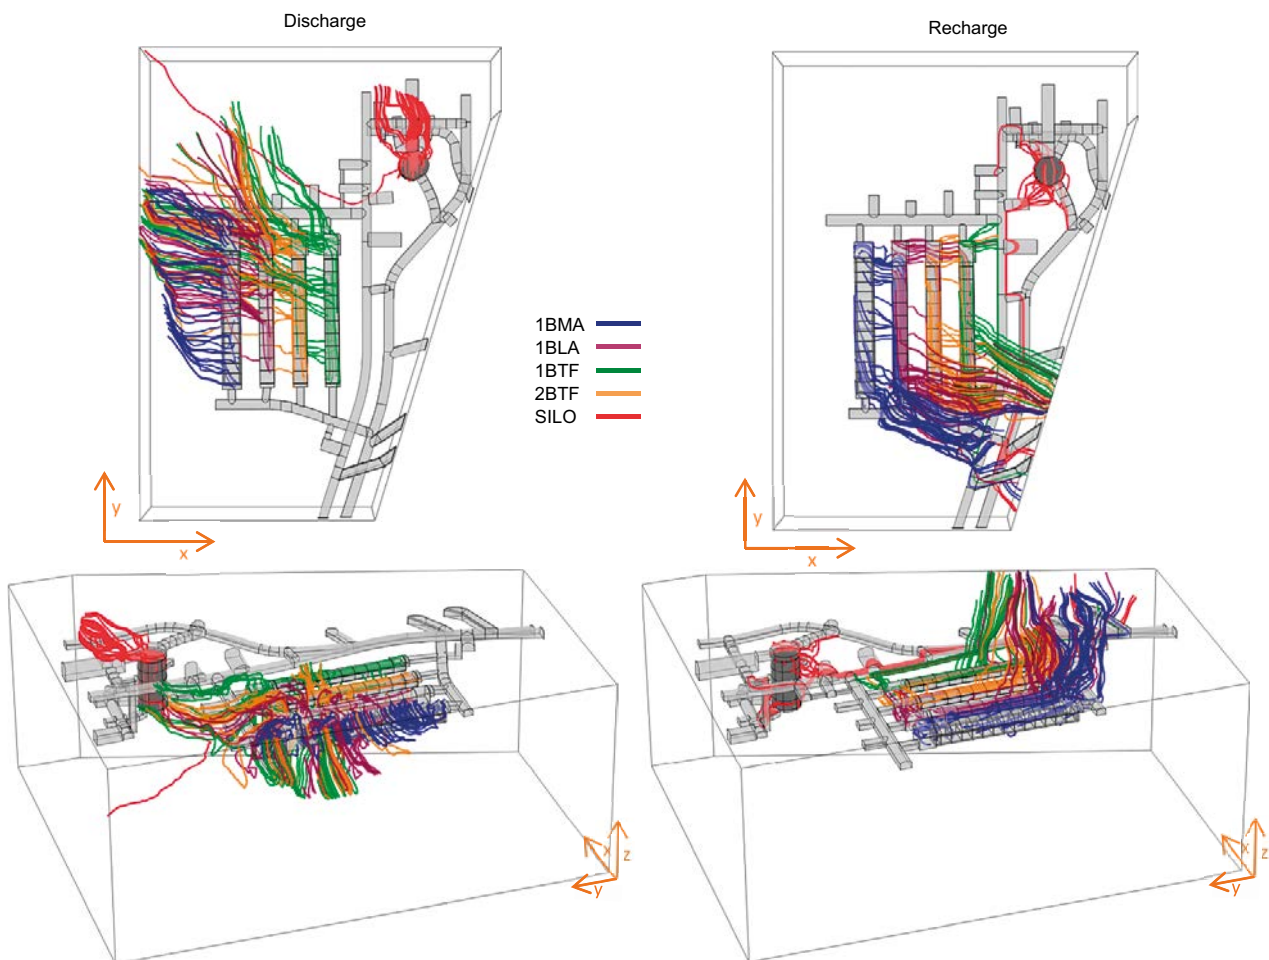 Discharge
Recharge
1BMA
1BLA
1BTF
2BTF
SILO
y
x
y
x
x
z
y
x
z
y